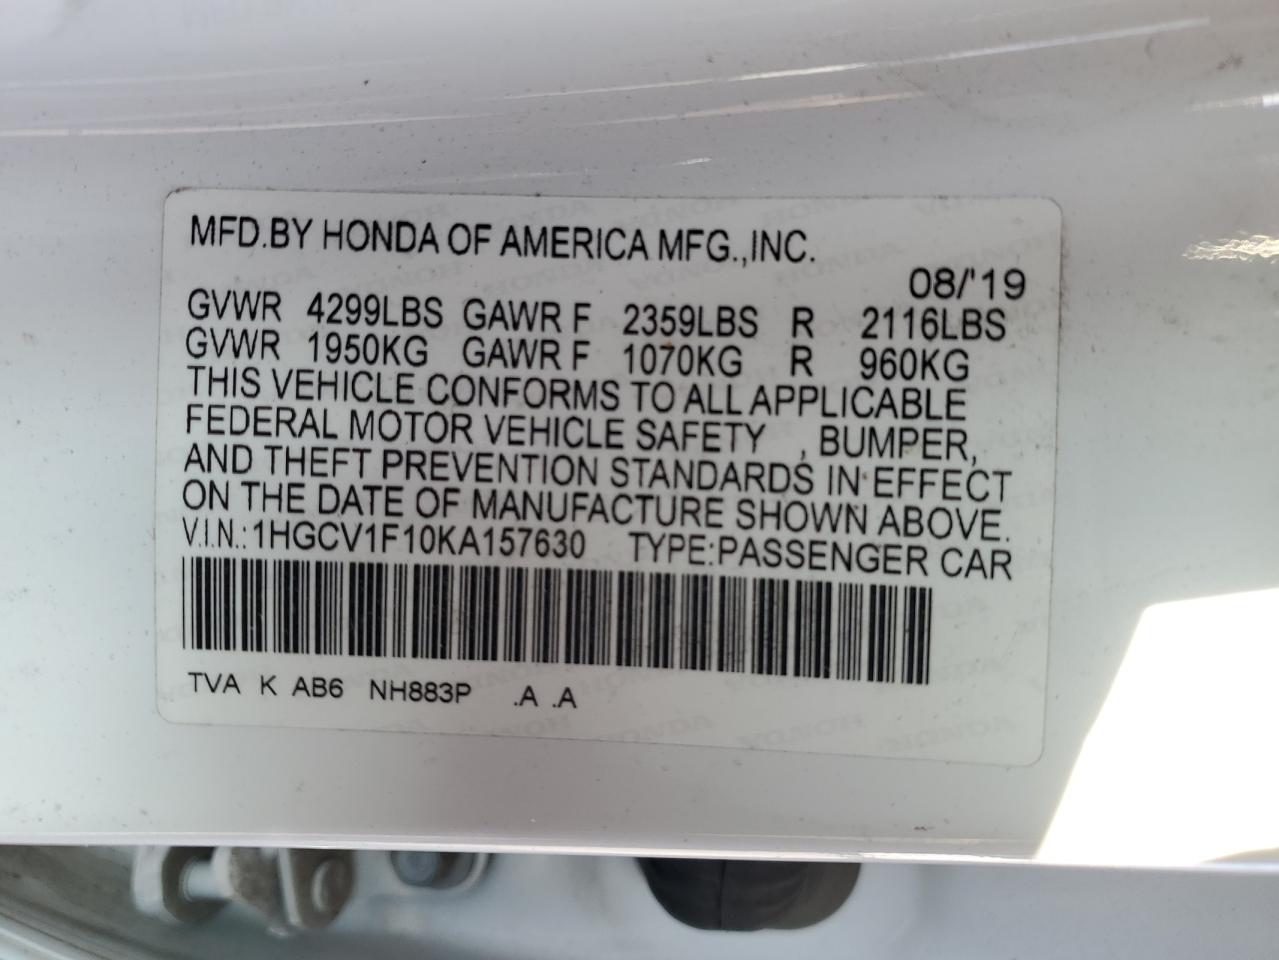 MFD.BY HONDA OF AMERICA MFG.,INC.
08/'19
GVWR 4299LBS GAWR F 2359LBS R 2116LBS
GVWR 1950KG GAWR F 1070KG R 960KG
THIS VEHICLE CONFORMS TO ALL APPLICABLE
FEDERAL MOTOR VEHICLE SAFETY , BUMPER,
AND THEFT PREVENTION STANDARDS IN EFFECT
ON THE DATE OF MANUFACTURE SHOWN ABOVE.
V.I.N.:1HGCV1F10KA157630 TYPE:PASSENGER CAR
TVA K AB6 NH883P .A .A